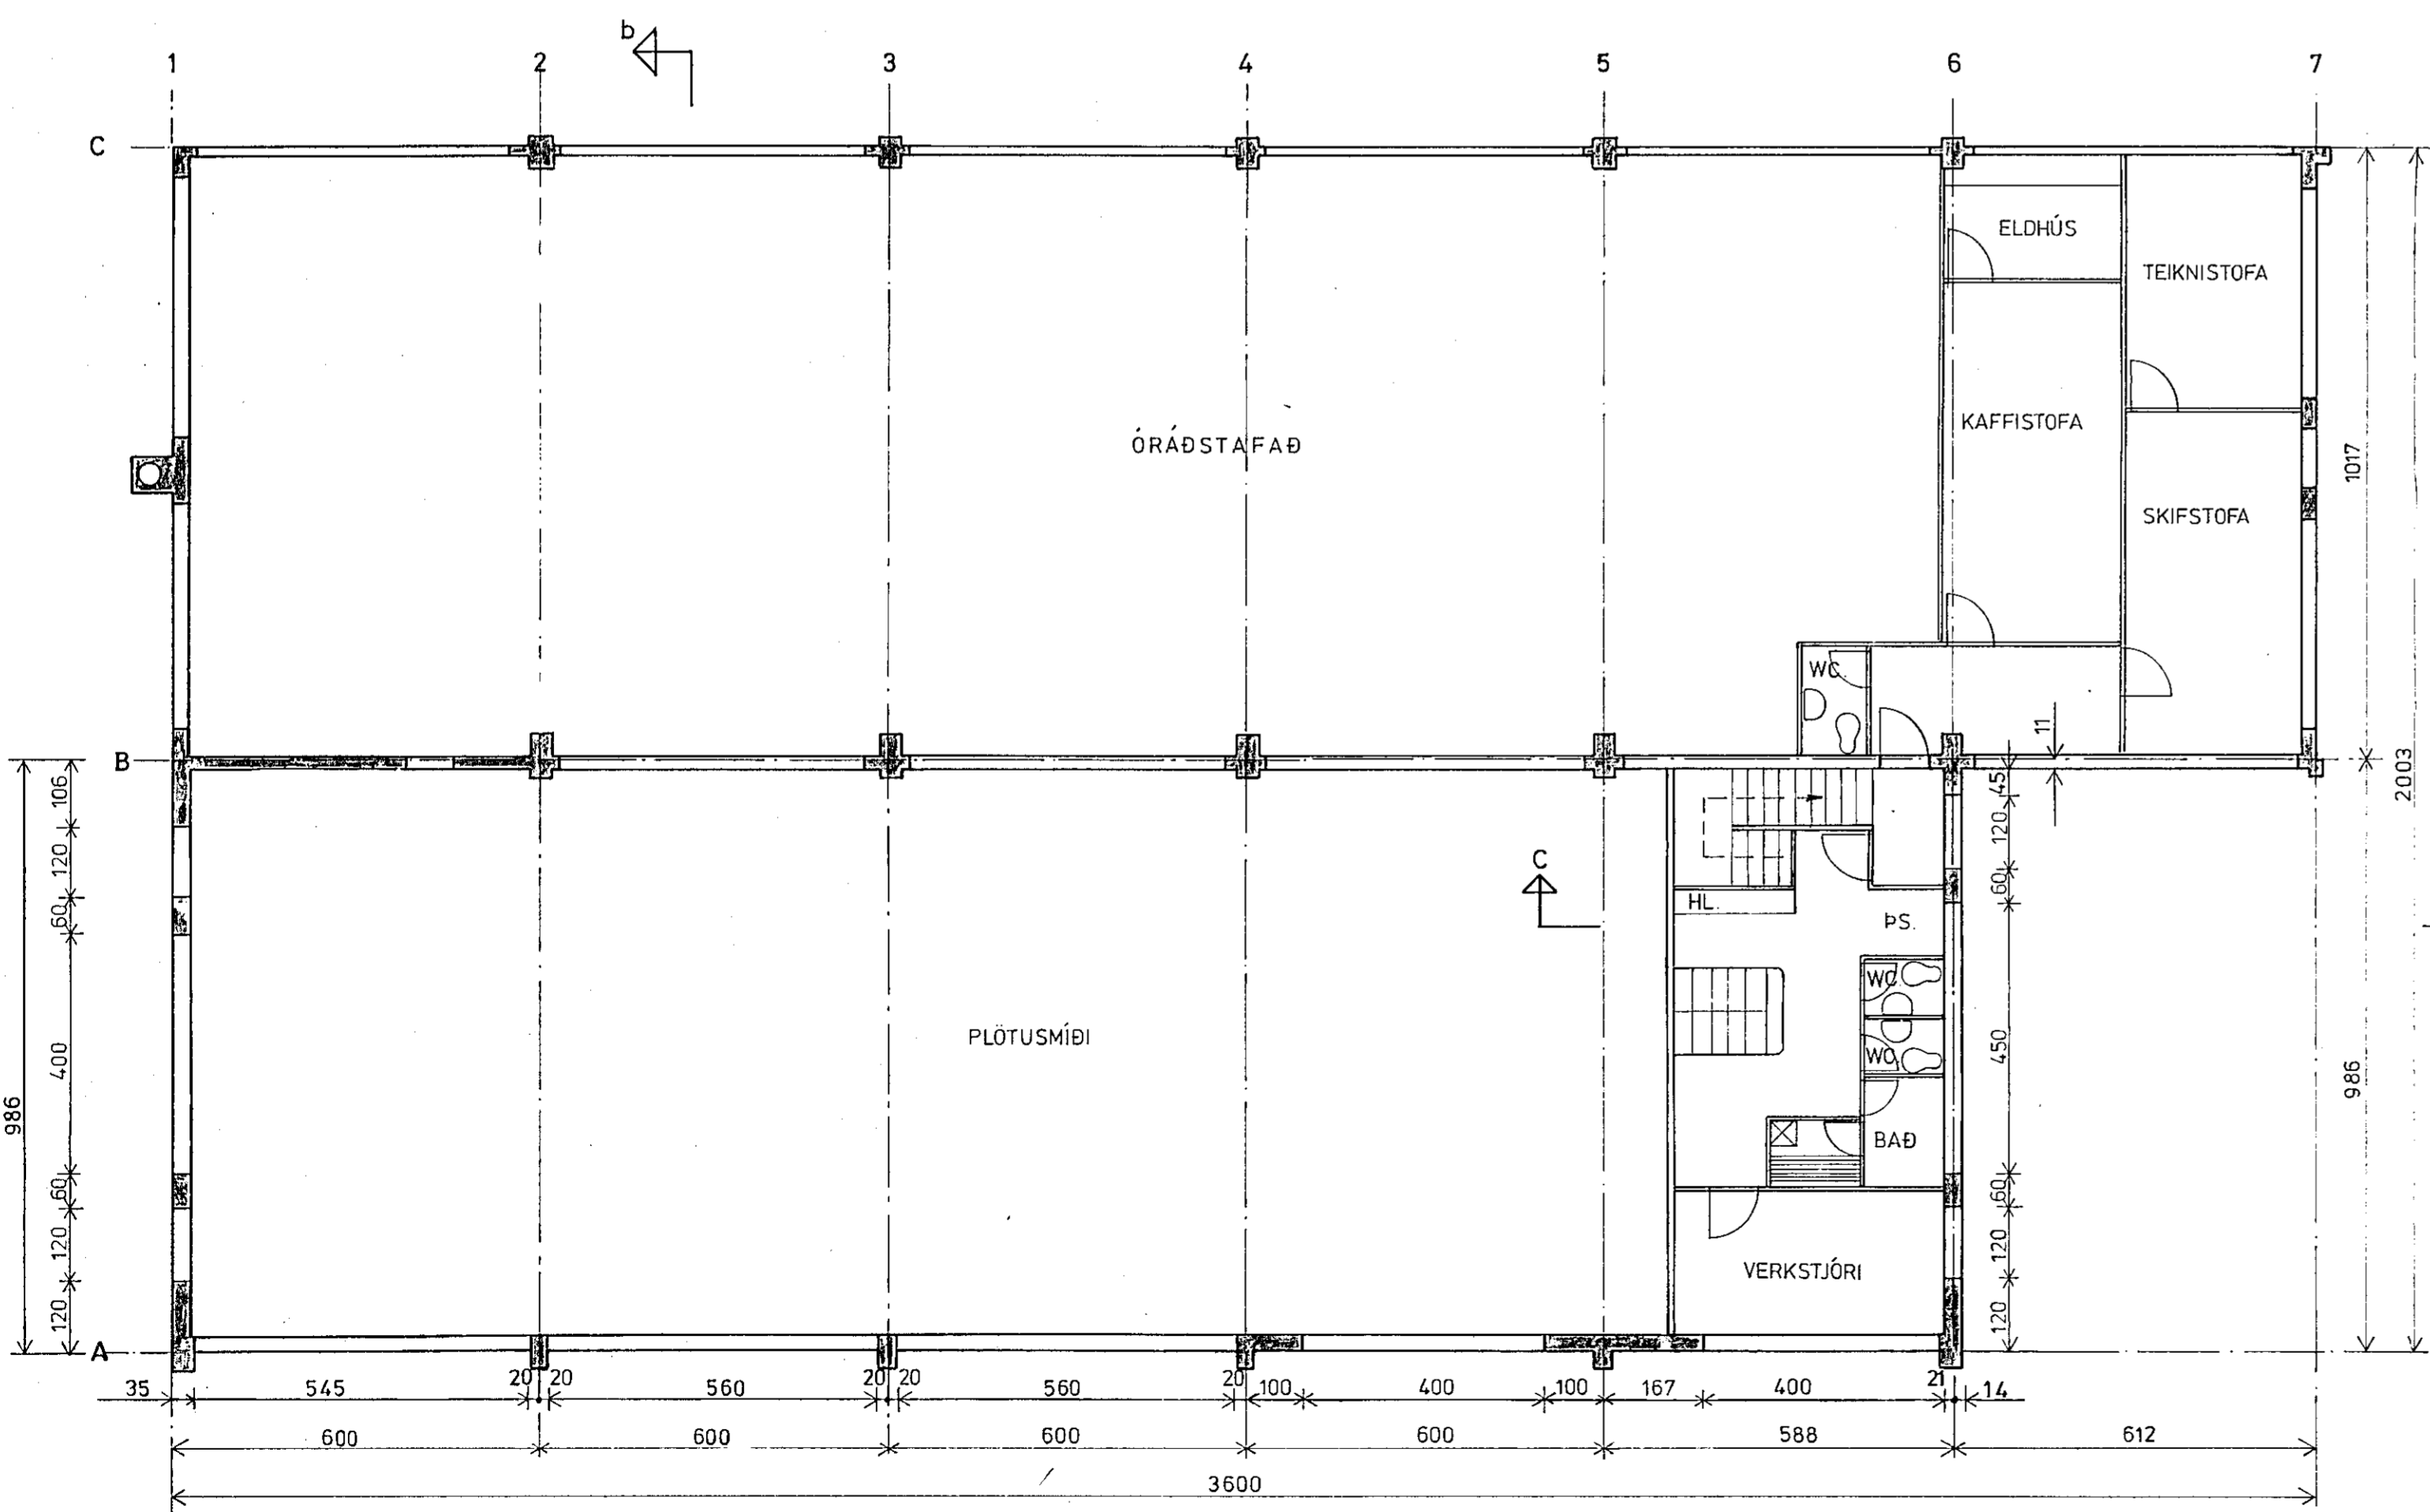 b
1 2 3 4 5 6 7
C
ELDHÚS
TEIKNISTOFA
KAFFISTOFA
ÓRÁÐSTAFAÐ
1017
SKIFSTOFA
WC
11
B
2003
106
45
120
120
C
60
60
HL.
ÞS.
WC
PLÖTUSMÍÐI
400
450
WC
986
986
BAÐ
60
60
120
120
VERKSTJÓRI
120
120
A
35 545 20 20 560 20 20 560 20 100 400 100 167 400 21 14
600 600 600 600 588 612
3600